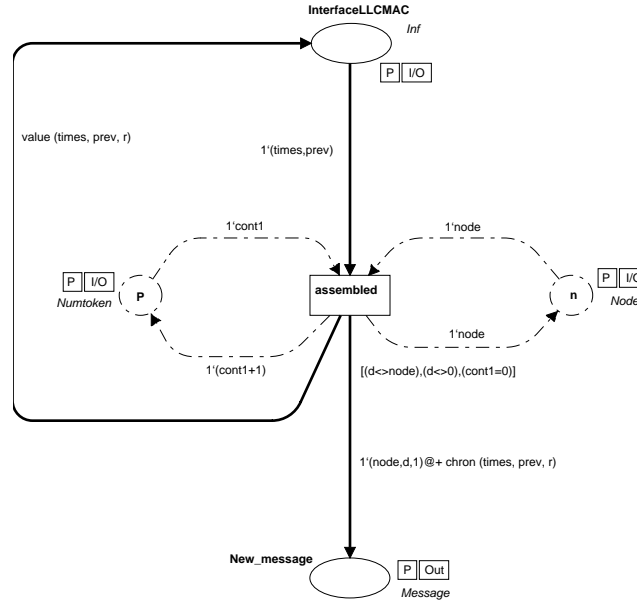 InterfaceLLCMAC
Inf
P I/O
value (times, prev, r)
1‘(times,prev)
1‘cont1
1‘node
P I/O
Numtoken
P
assembled
n
P I/O
Node
1‘(cont1+1)
1‘node
[(d<>node),(d<>0),(cont1=0)]
1‘(node,d,1)@+ chron (times, prev, r)
New_message
P Out
Message